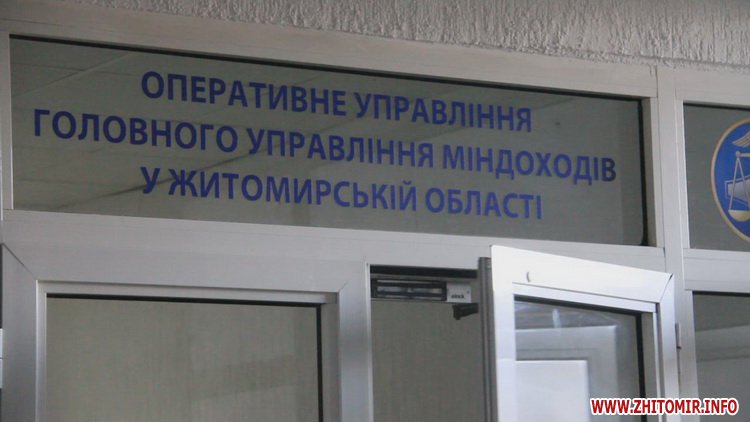 ОПЕРАТИВНЕ УПРАВЛІННЯ
ГОЛОВНОГО УПРАВЛІННЯ МІНДОХОДІВ
У ЖИТОМИРСЬКІЙ ОБЛАСТІ
WWW.ZHITOMIR.INFO